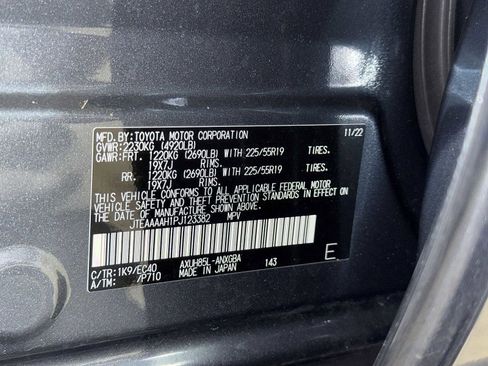 MFD. BY: TOYOTA MOTOR CORPORATION 11/22
GVWR: 2230KG (4920LB)
GAWR: FRT. 1220KG (2690LB) WITH 225/55R19 TIRES.
19X7J RIMS.
RR. 1220KG (2690LB) WITH 225/55R19 TIRES.
19X7J RIMS.
THIS VEHICLE CONFORMS TO ALL APPLICABLE FEDERAL MOTOR
VEHICLE SAFETY AND BUMPER STANDARDS IN EFFECT ON
THE DATE OF MANUFACTURE SHOWN ABOVE.
JTEAAAAH1PJ123382 MPV
C/TR: 1K9/EC40 AXUH85L-ANXGBA
A/TM: /P710 MADE IN JAPAN 143 E